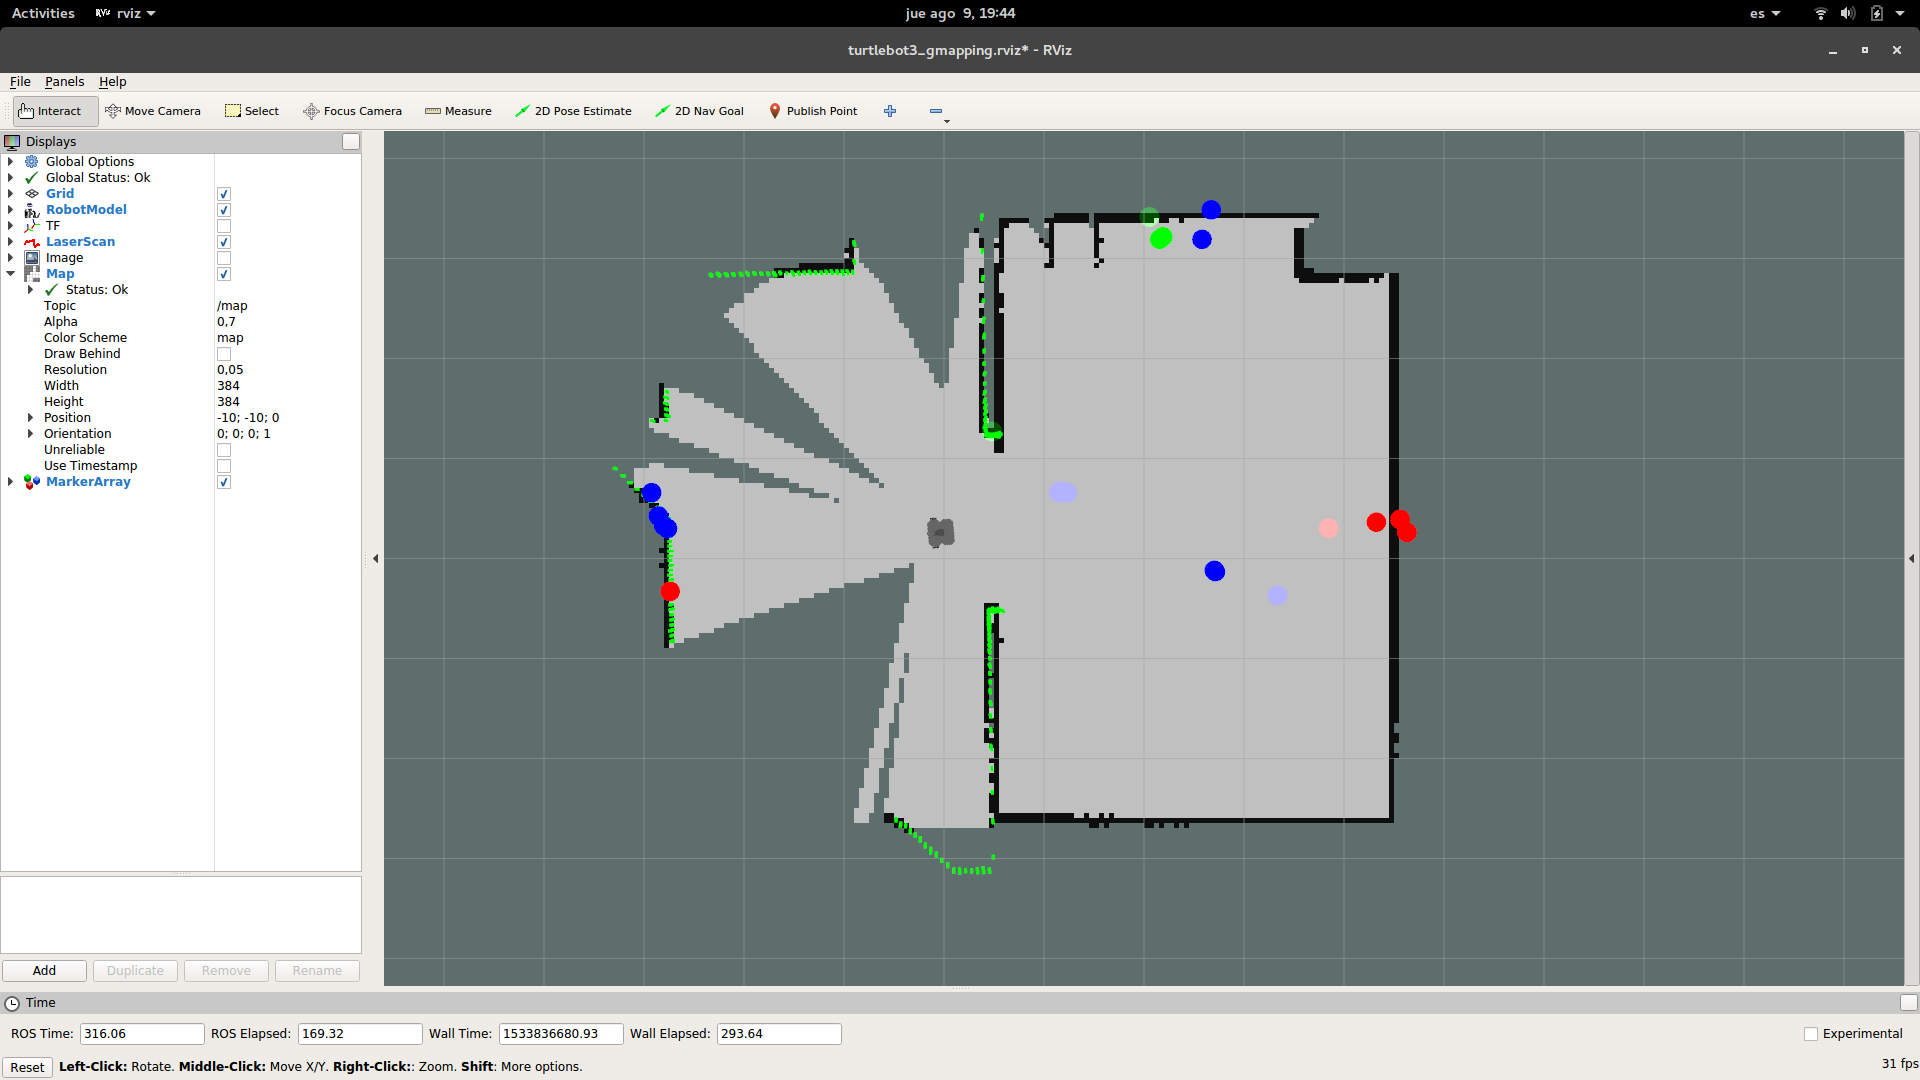 Activities rviz jue ago 9, 19:44 es
turtlebot3_gmapping.rviz* - RViz
File Panels Help
Interact Move Camera Select Focus Camera Measure 2D Pose Estimate 2D Nav Goal Publish Point
Displays
Global Options
Global Status: Ok
Grid
RobotModel
TF
LaserScan
Image
Map
Status: Ok
Topic /map
Alpha 0,7
Color Scheme map
Draw Behind
Resolution 0,05
Width 384
Height 384
Position -10; -10; 0
Orientation 0; 0; 0; 1
Unreliable
Use Timestamp
MarkerArray
Add Duplicate Remove Rename
Time
ROS Time: 316.06 ROS Elapsed: 169.32 Wall Time: 1533836680.93 Wall Elapsed: 293.64 Experimental
Reset Left-Click: Rotate. Middle-Click: Move X/Y. Right-Click:: Zoom. Shift: More options. 31 fps